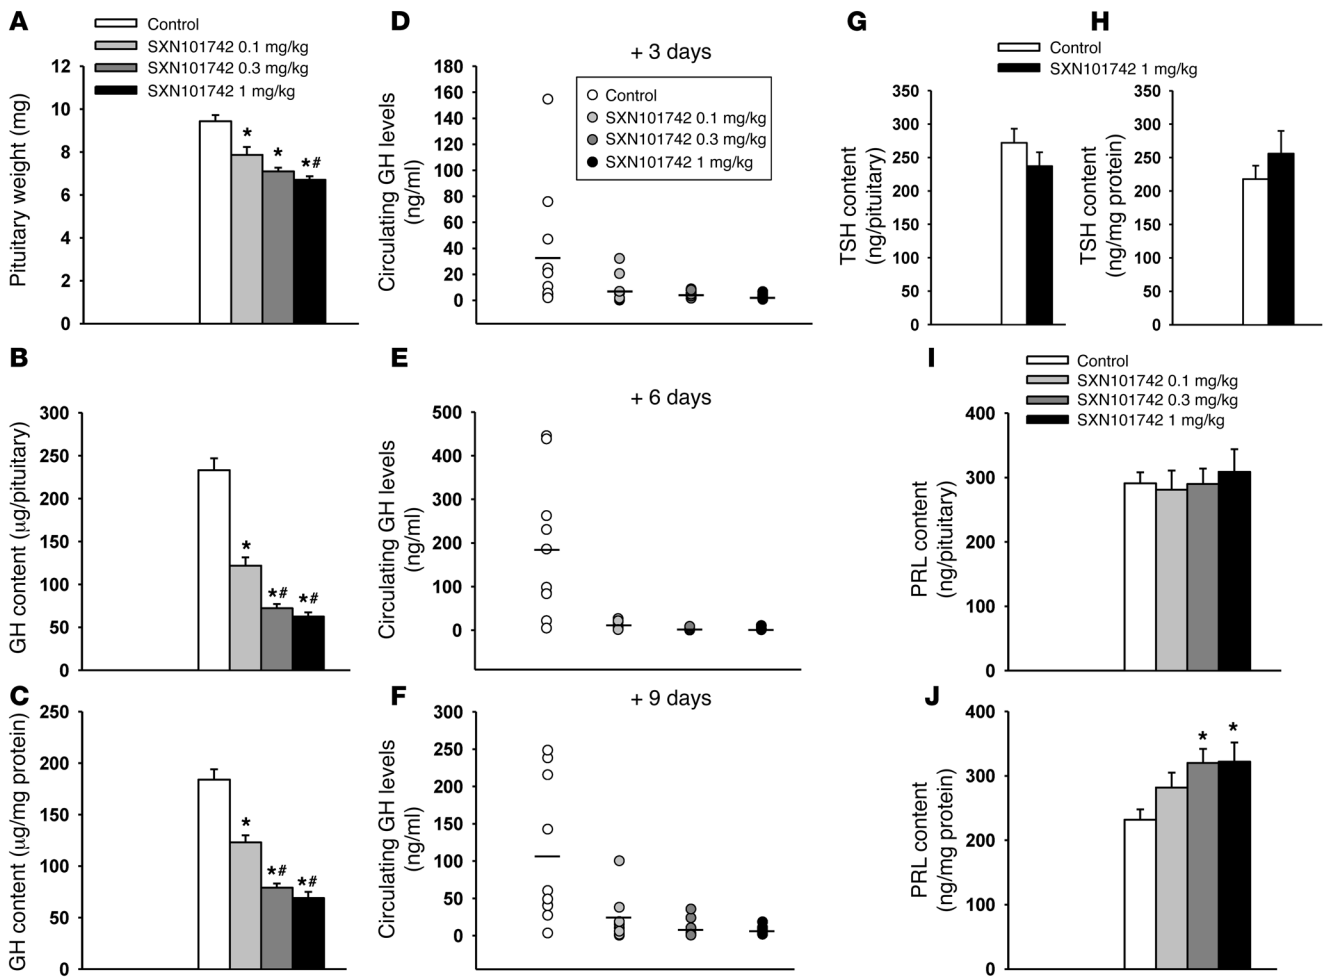 A
Control
SXN101742 0.1 mg/kg
SXN101742 0.3 mg/kg
SXN101742 1 mg/kg
Pituitary weight (mg)
12
10
8
6
4
2
0
*
*
*#
B
GH content (µg/pituitary)
300
250
200
150
100
50
0
*
*#
*#
C
GH content (µg/mg protein)
250
200
150
100
50
0
*
*#
*#
D
+ 3 days
Circulating GH levels
(ng/ml)
180
160
140
120
100
80
60
40
20
0
Control
SXN101742 0.1 mg/kg
SXN101742 0.3 mg/kg
SXN101742 1 mg/kg
E
+ 6 days
Circulating GH levels
(ng/ml)
500
400
300
200
100
0
F
+ 9 days
Circulating GH levels
(ng/ml)
300
250
200
150
100
50
0
G
H
Control
SXN101742 1 mg/kg
TSH content
(ng/pituitary)
350
300
250
200
150
100
50
0
TSH content
(ng/mg protein)
350
300
250
200
150
100
50
0
I
Control
SXN101742 0.1 mg/kg
SXN101742 0.3 mg/kg
SXN101742 1 mg/kg
PRL content
(ng/pituitary)
400
300
200
100
0
J
PRL content
(ng/mg protein)
400
300
200
100
0
*
*